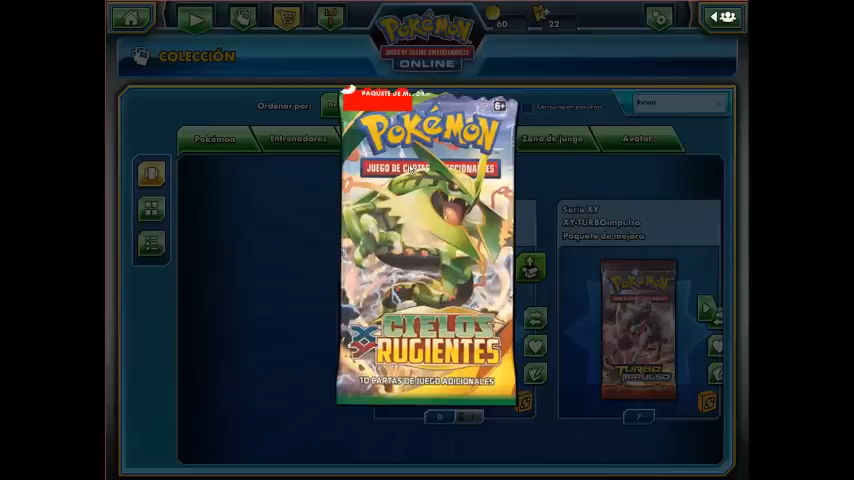 Pokémon
JUEGO DE CARTAS COLECCIONABLES
ONLINE
60
22
COLECCIÓN
Ordenar por:
Buscar
Pokémon
Entrenadores
Zona de juego
Avatar
PAQUETE DE MEJORA
6+
Pokémon
JUEGO DE CARTAS COLECCIONABLES
XY
CIELOS
RUGIENTES
10 CARTAS DE JUEGO ADICIONALES
Serie XY
XY-TURBOimpulso
Paquete de mejora
Pokémon
TURBO
IMPULSO
0
7